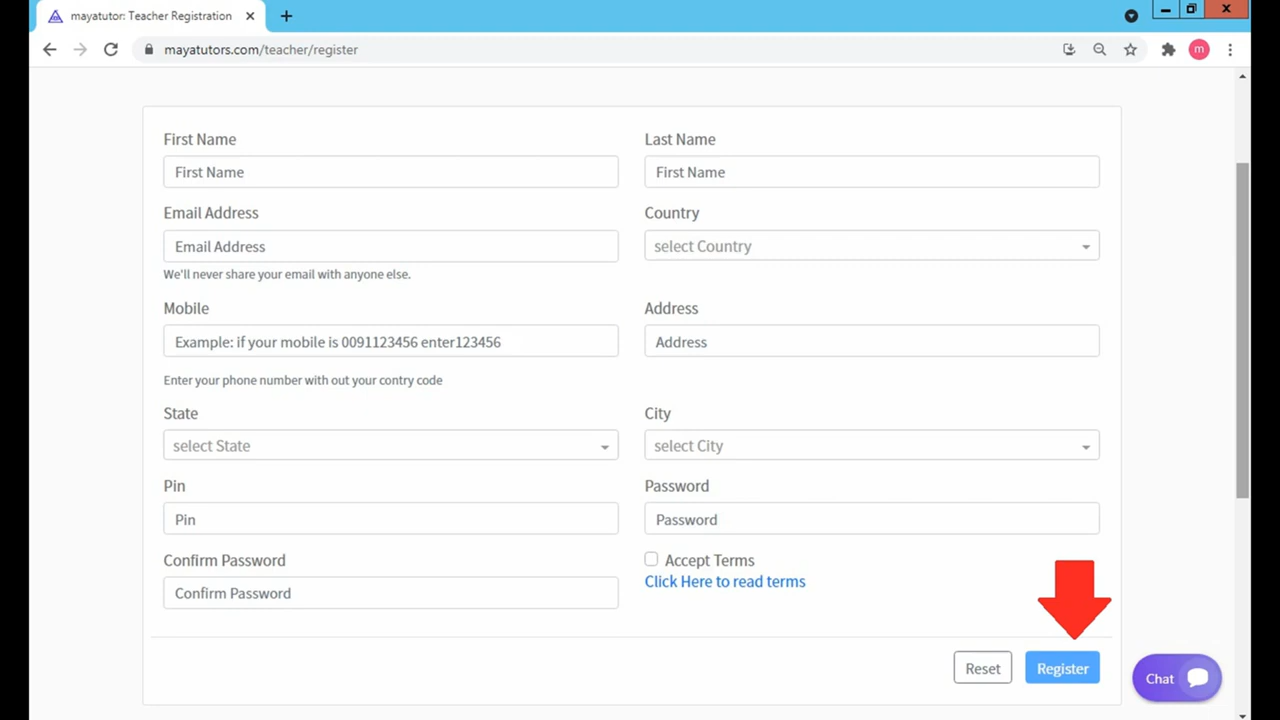 mayatutor: Teacher Registration
mayatutors.com/teacher/register
m
First Name
Last Name
First Name
First Name
Email Address
Country
Email Address
select Country
We'll never share your email with anyone else.
Mobile
Address
Example: if your mobile is 0091123456 enter123456
Address
Enter your phone number with out your contry code
State
City
select State
select City
Pin
Password
Pin
Password
Confirm Password
Accept Terms
Click Here to read terms
Confirm Password
Reset
Register
Chat